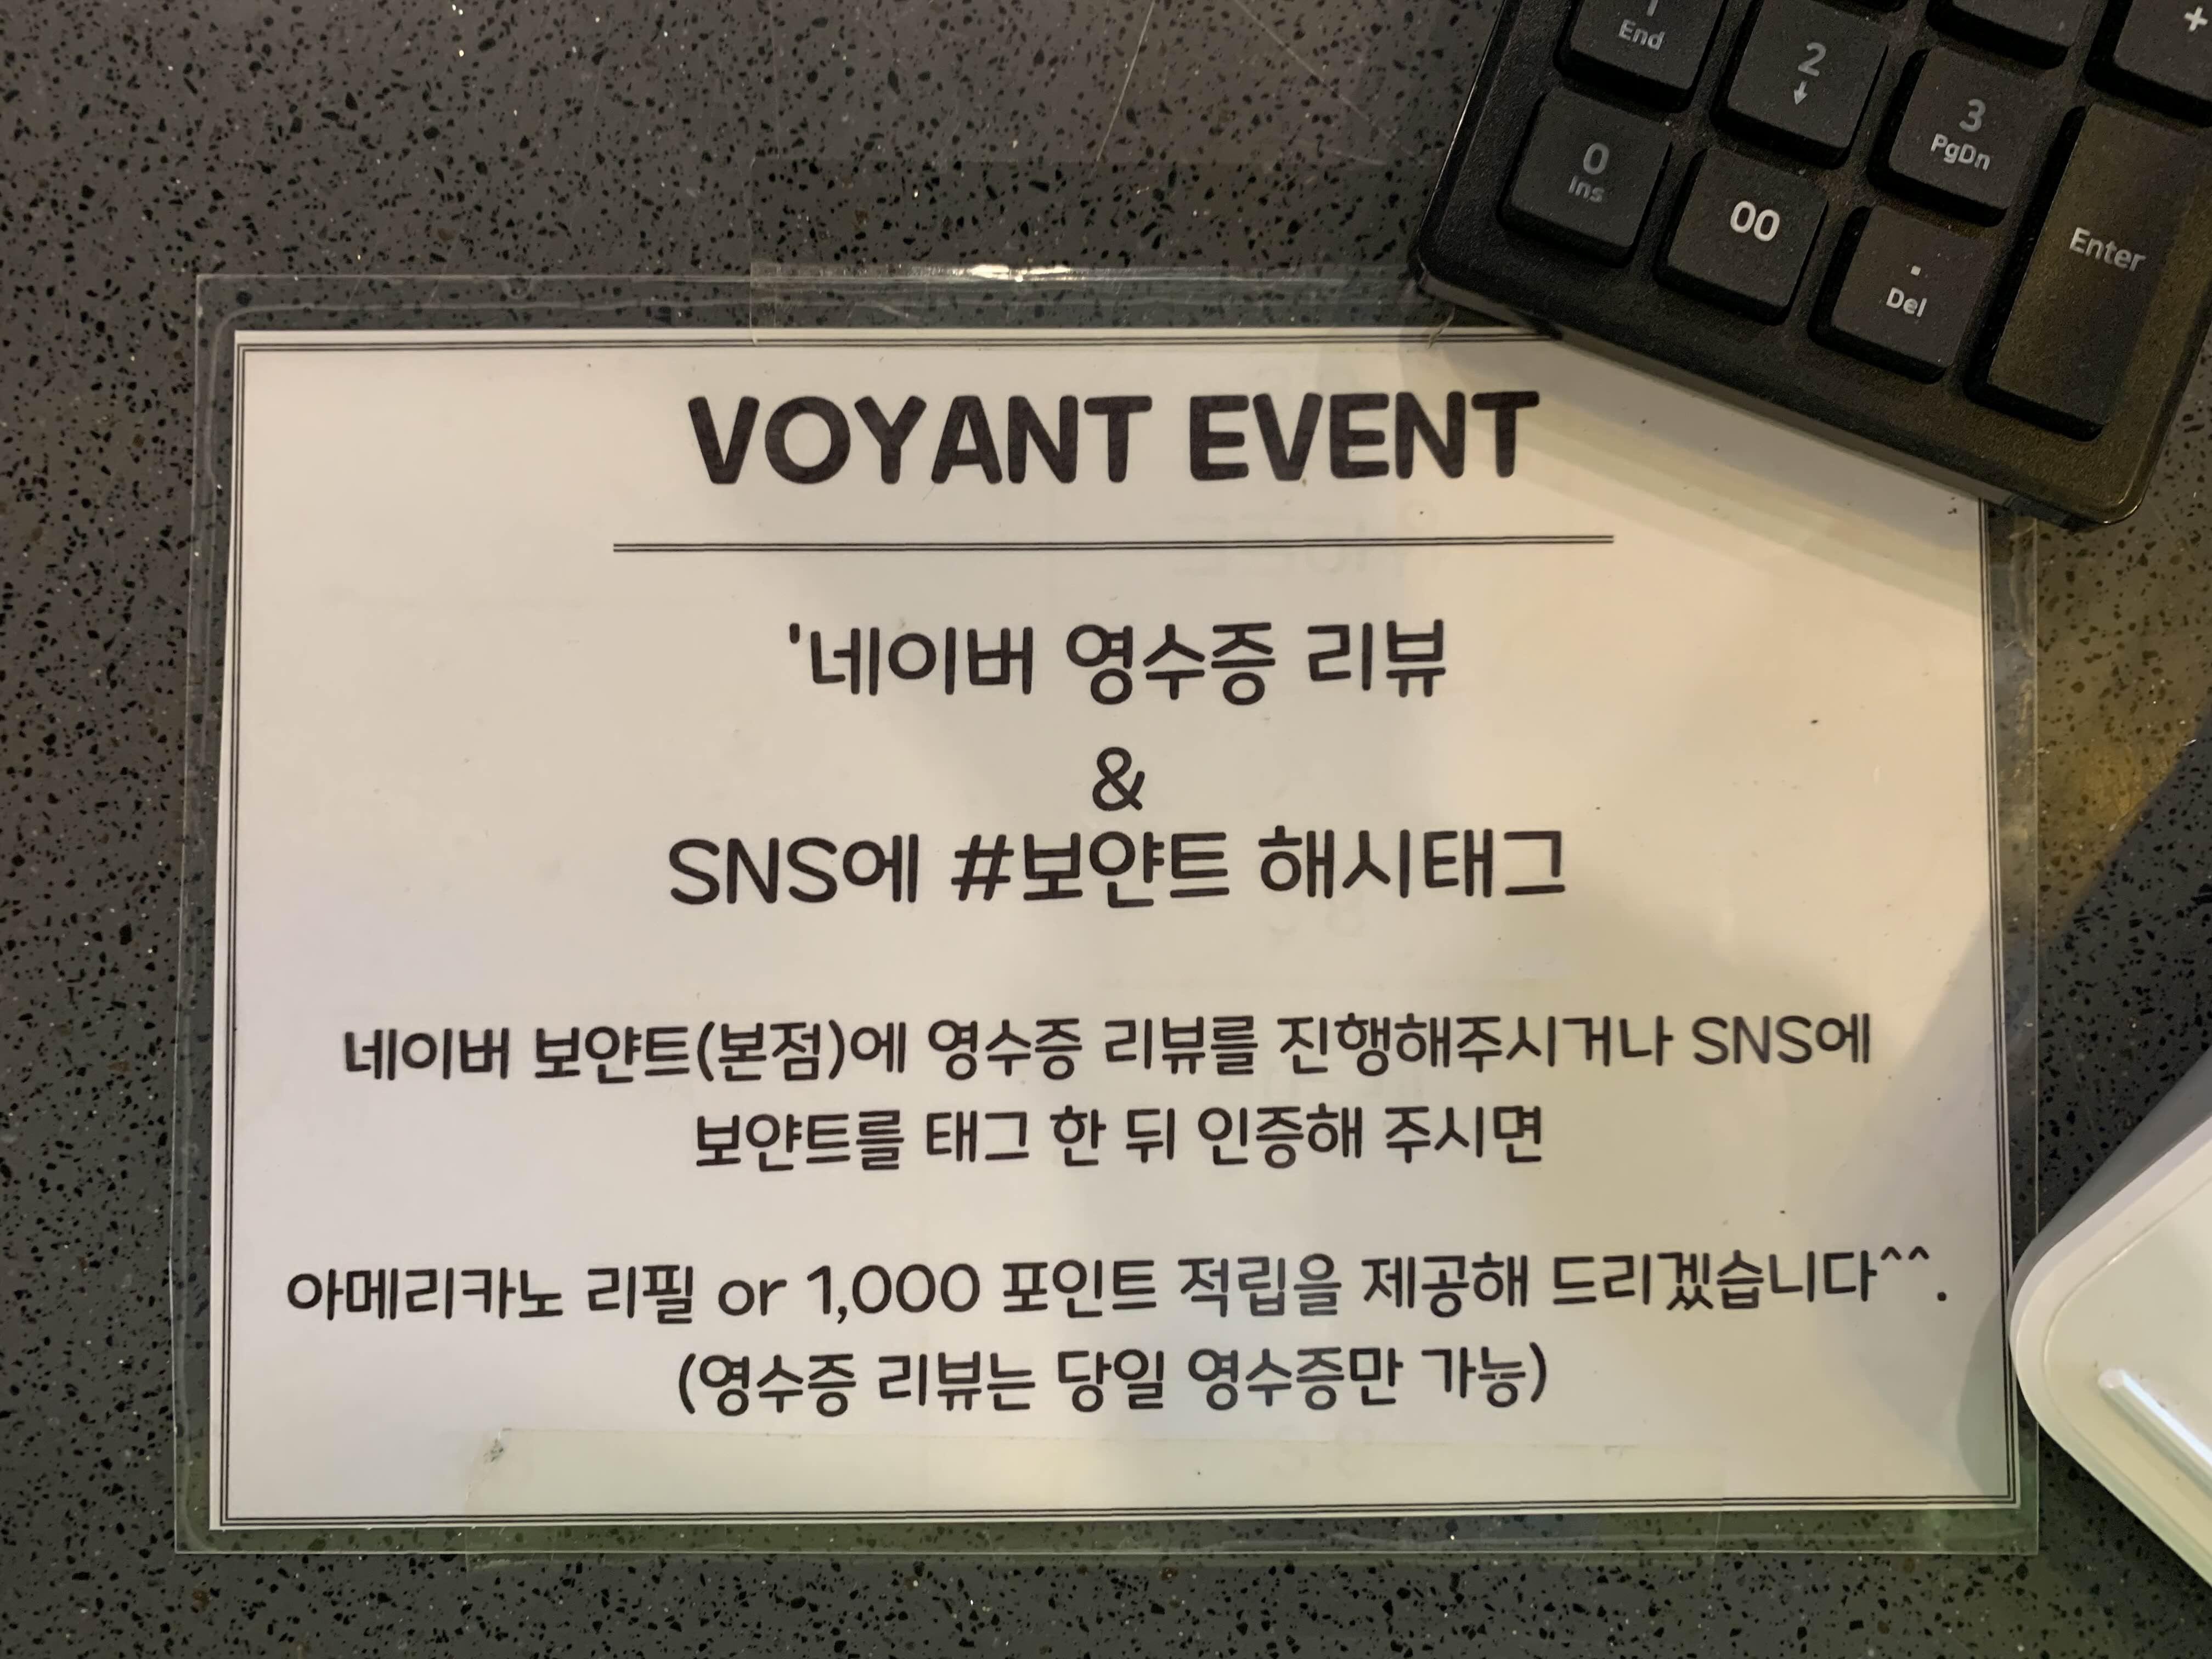 1
End
2
↓
3
PgDn
+
0
Ins
00
.
Del
Enter
VOYANT EVENT
'네이버 영수증 리뷰
&
SNS에 #보얀트 해시태그
네이버 보얀트(본점)에 영수증 리뷰를 진행해주시거나 SNS에
보얀트를 태그 한 뒤 인증해 주시면
아메리카노 리필 or 1,000 포인트 적립을 제공해 드리겠습니다^^.
(영수증 리뷰는 당일 영수증만 가능)